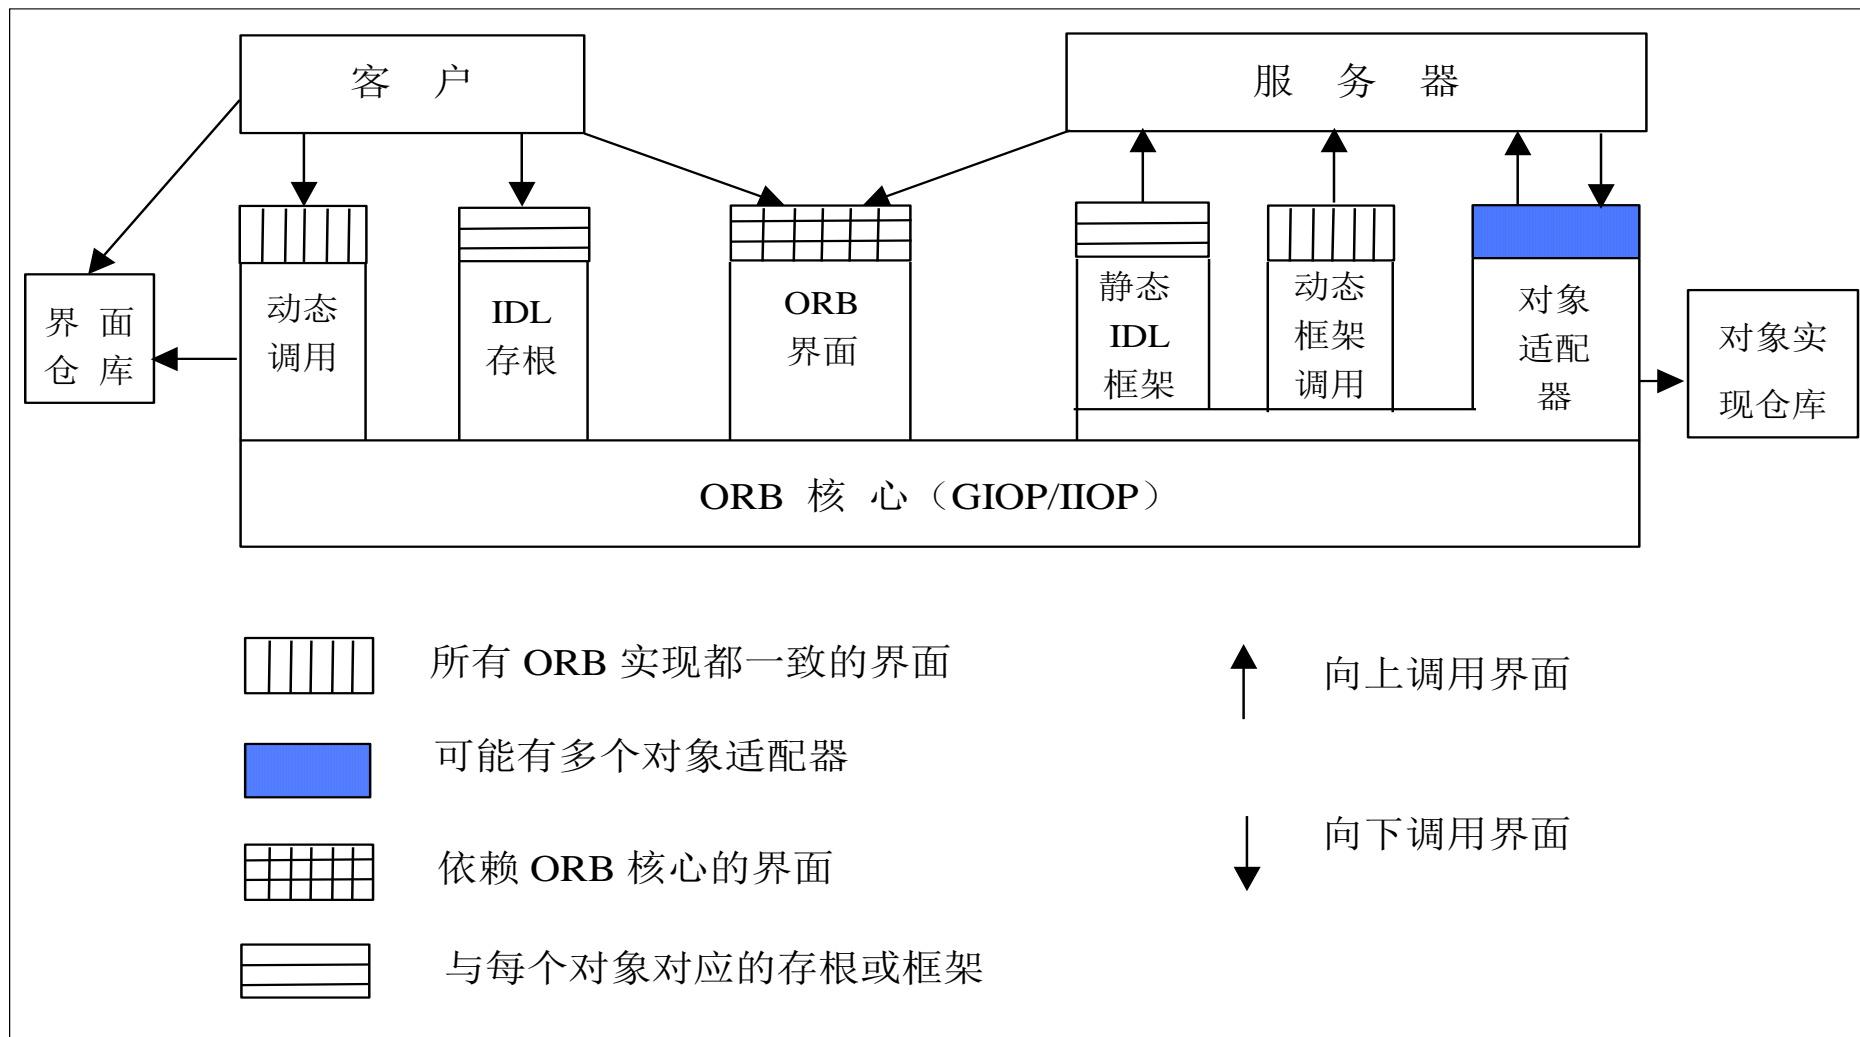 客 户
服 务 器
界 面
仓 库
动态
调用
IDL
存根
ORB
界面
静态
IDL
框架
动态
框架
调用
对象
适配
器
对象实
现仓库
ORB 核 心（GIOP/IIOP）
所有 ORB 实现都一致的界面
向上调用界面
可能有多个对象适配器
向下调用界面
依赖 ORB 核心的界面
与每个对象对应的存根或框架